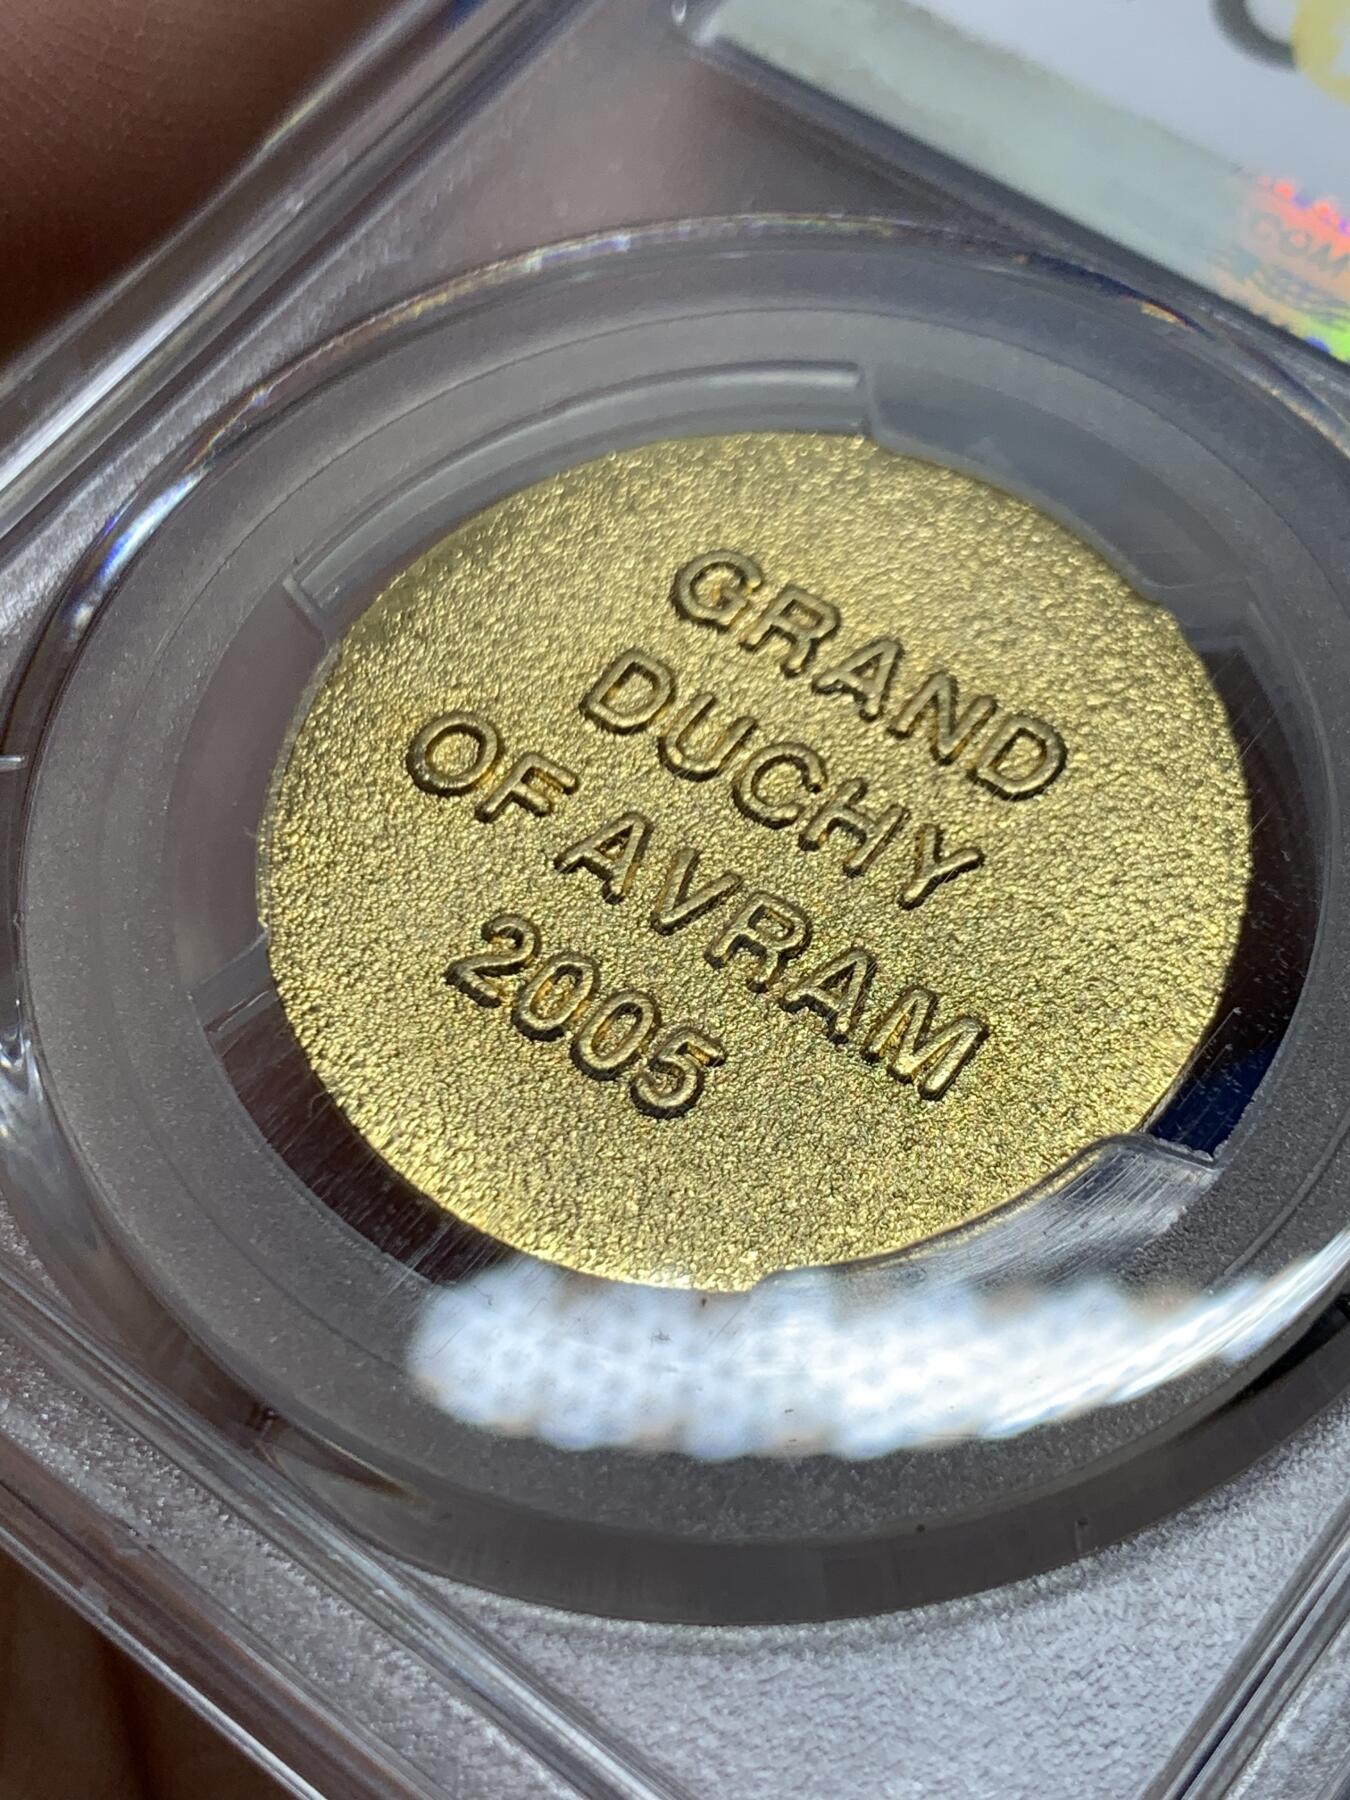 GRAND
DUCHY
OF AVRAM
2005